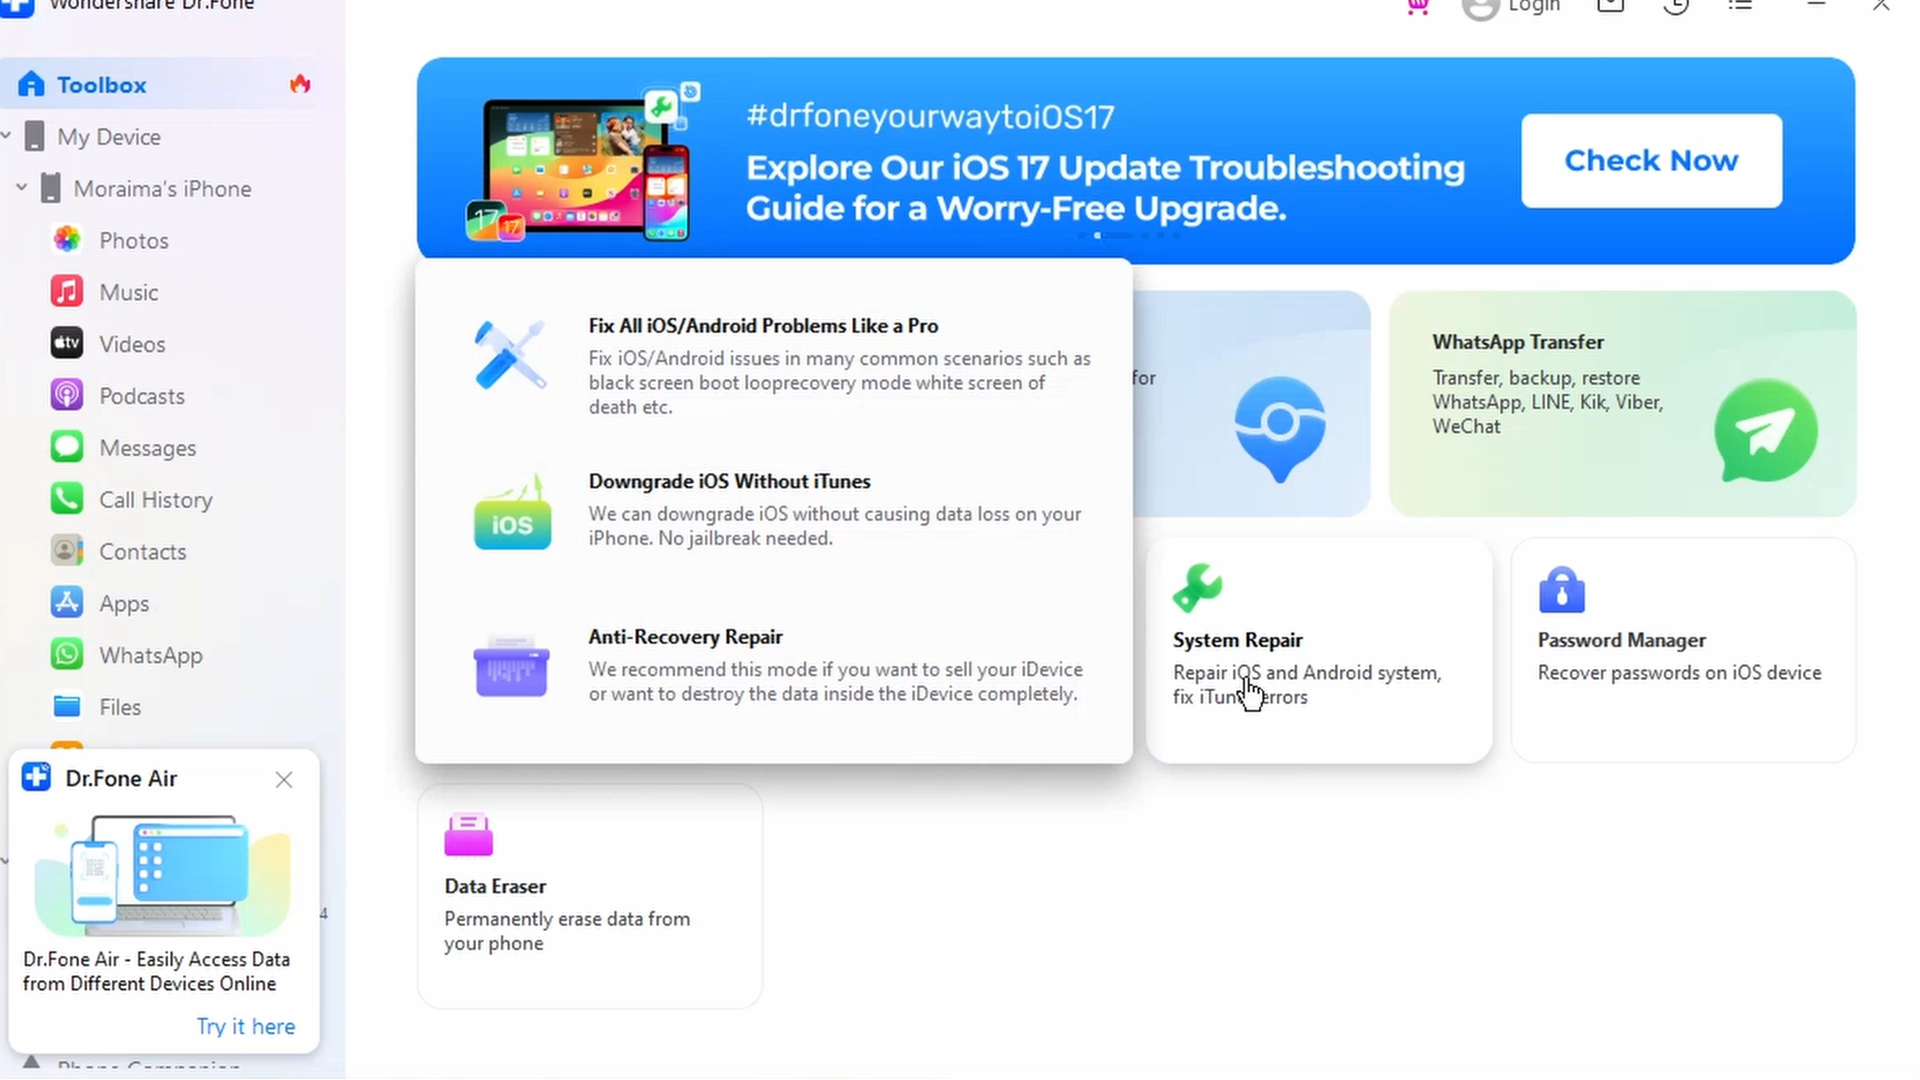 Wondershare Dr.Fone
Login
Toolbox
My Device
Moraima's iPhone
Photos
Music
Videos
Podcasts
Messages
Call History
Contacts
Apps
WhatsApp
Files
Dr.Fone Air
Dr.Fone Air - Easily Access Data
from Different Devices Online
Try it here
4
#drfoneyourwaytoiOS17
Explore Our iOS 17 Update Troubleshooting
Guide for a Worry-Free Upgrade.
Check Now
17
17
Fix All iOS/Android Problems Like a Pro
Fix iOS/Android issues in many common scenarios such as
black screen boot looprecovery mode white screen of
death etc.
iOS
Downgrade iOS Without iTunes
We can downgrade iOS without causing data loss on your
iPhone. No jailbreak needed.
Anti-Recovery Repair
We recommend this mode if you want to sell your iDevice
or want to destroy the data inside the iDevice completely.
for
WhatsApp Transfer
Transfer, backup, restore
WhatsApp, LINE, Kik, Viber,
WeChat
System Repair
Repair iOS and Android system,
fix iTunes errors
Password Manager
Recover passwords on iOS device
Data Eraser
Permanently erase data from
your phone
tv